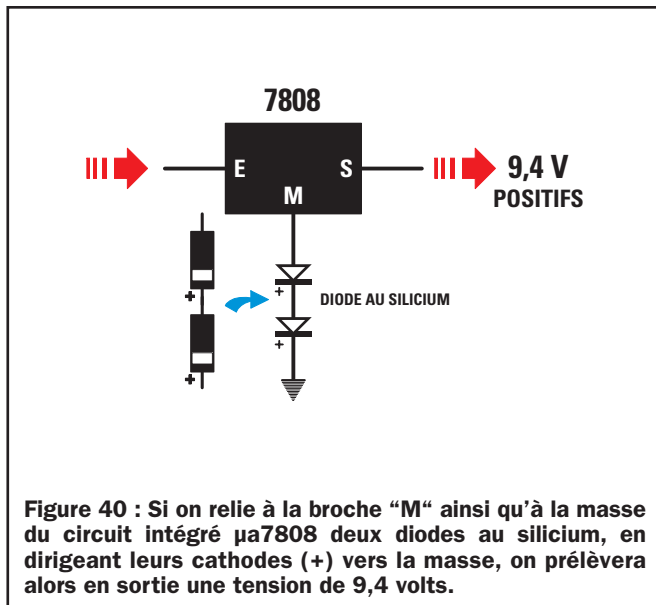 7808
E
S
M
9,4 V
POSITIFS
+
+
+
+
DIODE AU SILICIUM
Figure 40 : Si on relie à la broche “M“ ainsi qu’à la masse
du circuit intégré µa7808 deux diodes au silicium, en
dirigeant leurs cathodes (+) vers la masse, on prélèvera
alors en sortie une tension de 9,4 volts.